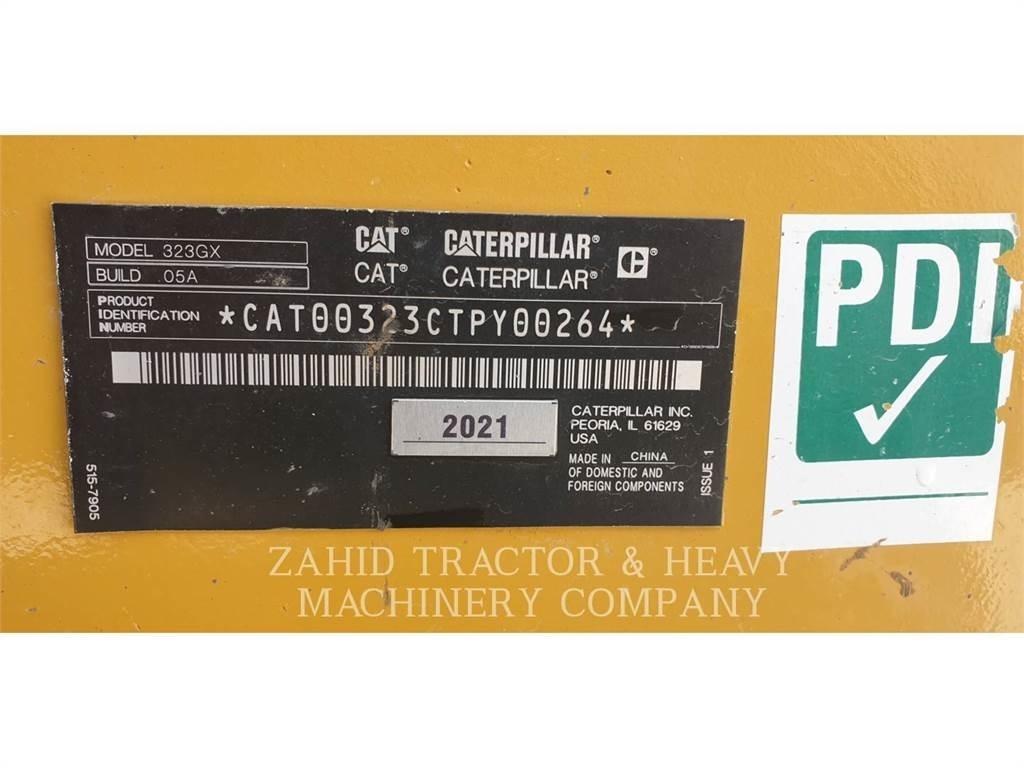 MODEL 323GX
BUILD 05A
CAT®
CAT®
CATERPILLAR®
CATERPILLAR®
C
PRODUCT
IDENTIFICATION
NUMBER
*CAT00323CTPY00264*
2021
CATERPILLAR INC.
PEORIA, IL 61629
USA
MADE IN CHINA
OF DOMESTIC AND
FOREIGN COMPONENTS
ISSUE 1
515-7905
PDI
ZAHID TRACTOR & HEAVY
MACHINERY COMPANY